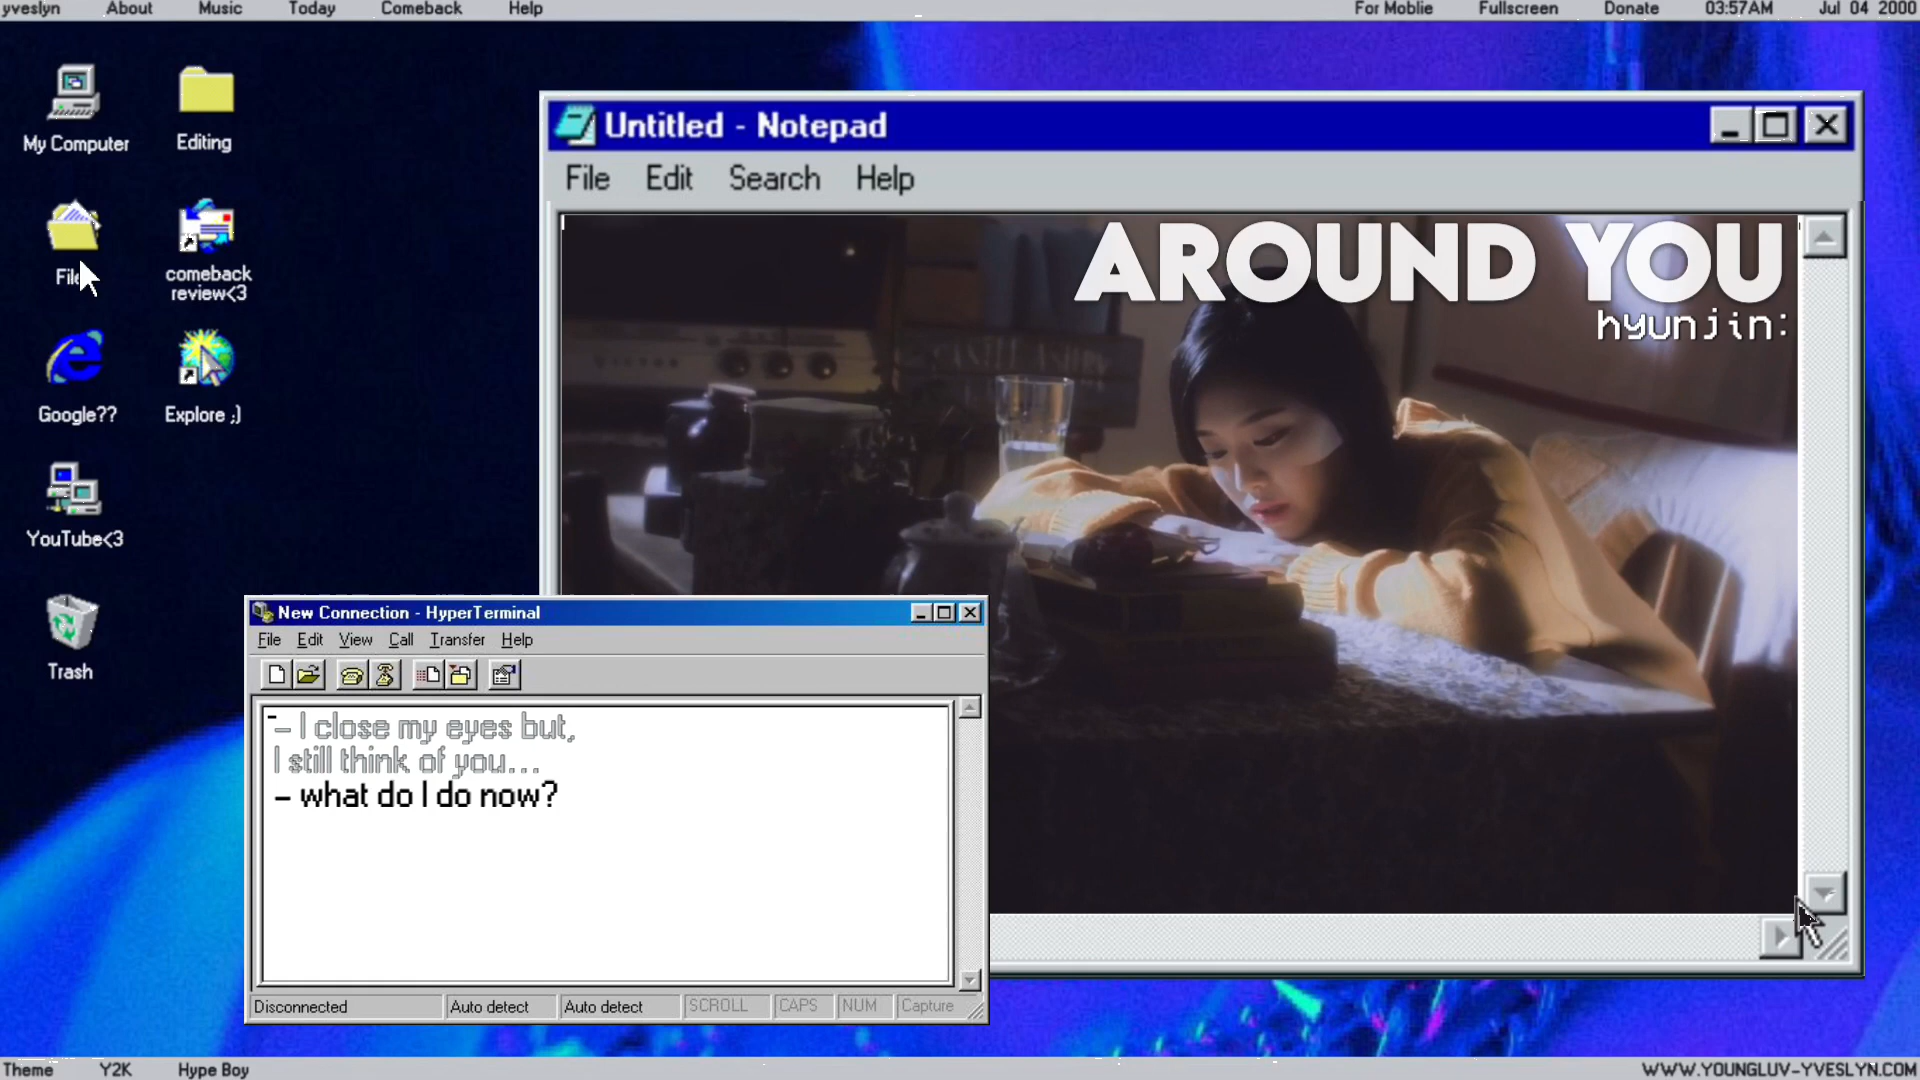 yveslyn About Music Today Comeback Help For Moblie Fullscreen Donate 03:57AM Jul 04 2000
My Computer
Editing
comeback
review<3
Google??
Explore ;)
YouTube<3
Trash
Untitled - Notepad
File Edit Search Help
AROUND YOU
hyunjin:
New Connection - HyperTerminal
File Edit View Call Transfer Help
- I close my eyes but,
I still think of you...
- what do I do now?
Disconnected Auto detect Auto detect SCROLL CAPS NUM Capture
Theme Y2K Hype Boy WWW.YOUNGLUV-YVESLYN.COM